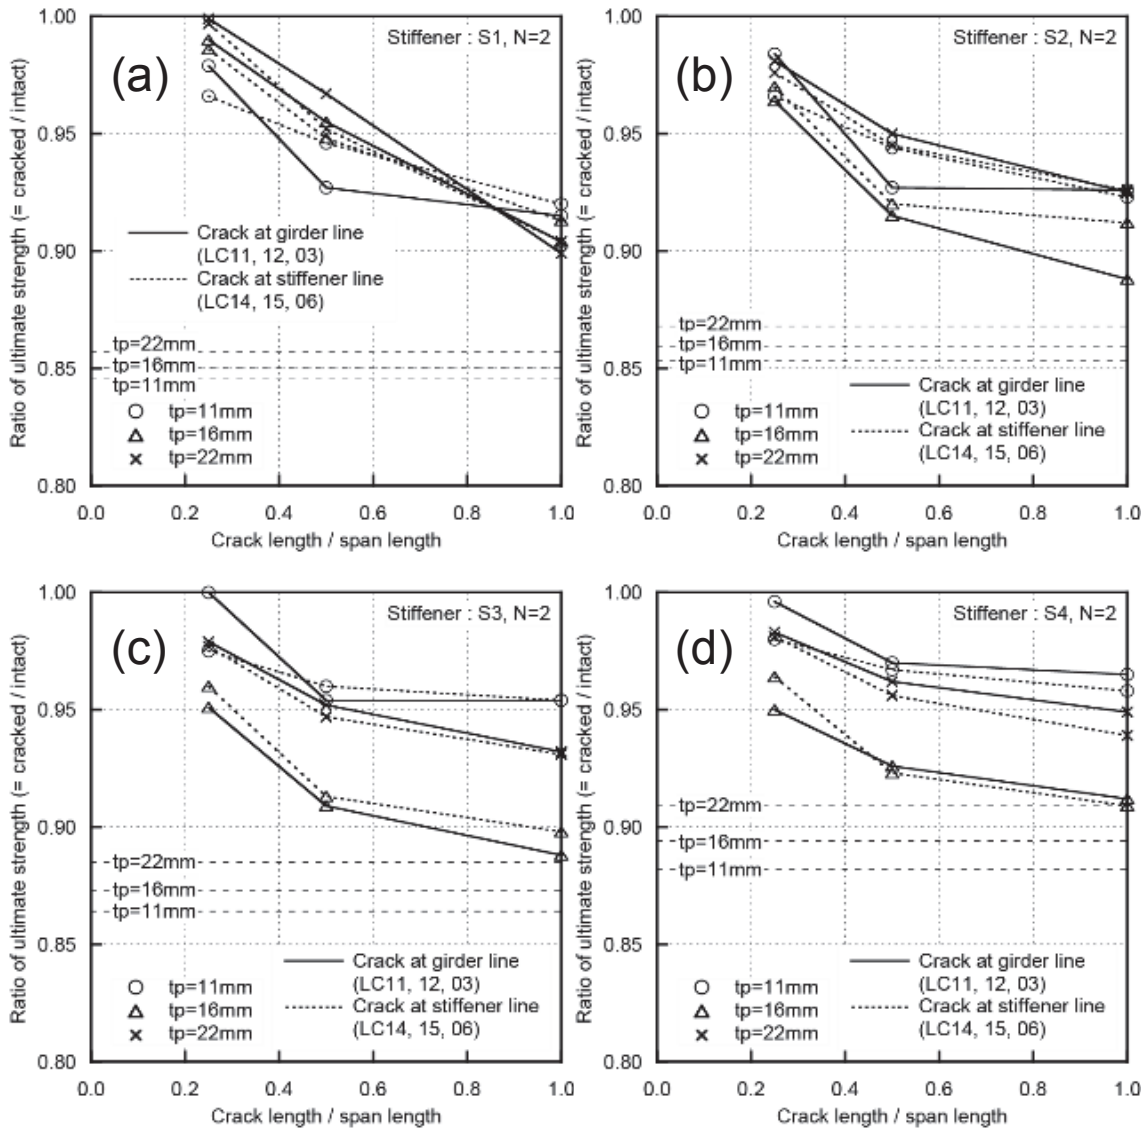 (a)
Stiffener : S1, N=2
Ratio of ultimate strength (= cracked / intact)
1.00
0.95
0.90
0.85
0.80
Crack at girder line
(LC11, 12, 03)
Crack at stiffener line
(LC14, 15, 06)
tp=22mm
tp=16mm
tp=11mm
tp=11mm
tp=16mm
tp=22mm
0.0 0.2 0.4 0.6 0.8 1.0
Crack length / span length
(b)
Stiffener : S2, N=2
Ratio of ultimate strength (= cracked / intact)
1.00
0.95
0.90
0.85
0.80
tp=22mm
tp=16mm
tp=11mm
Crack at girder line
(LC11, 12, 03)
Crack at stiffener line
(LC14, 15, 06)
tp=11mm
tp=16mm
tp=22mm
0.0 0.2 0.4 0.6 0.8 1.0
Crack length / span length
(c)
Stiffener : S3, N=2
Ratio of ultimate strength (= cracked / intact)
1.00
0.95
0.90
0.85
0.80
tp=22mm
tp=16mm
tp=11mm
Crack at girder line
(LC11, 12, 03)
Crack at stiffener line
(LC14, 15, 06)
tp=11mm
tp=16mm
tp=22mm
0.0 0.2 0.4 0.6 0.8 1.0
Crack length / span length
(d)
Stiffener : S4, N=2
Ratio of ultimate strength (= cracked / intact)
1.00
0.95
0.90
0.85
0.80
tp=22mm
tp=16mm
tp=11mm
Crack at girder line
(LC11, 12, 03)
Crack at stiffener line
(LC14, 15, 06)
tp=11mm
tp=16mm
tp=22mm
0.0 0.2 0.4 0.6 0.8 1.0
Crack length / span length